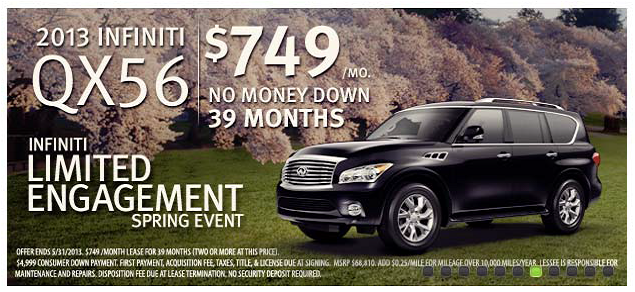 2013 INFINITI
QX56
$749/MO.
NO MONEY DOWN
39 MONTHS
INFINITI
LIMITED
ENGAGEMENT
SPRING EVENT
OFFER ENDS 5/31/2013. $749 /MONTH LEASE FOR 39 MONTHS (TWO OR MORE AT THIS PRICE).
$4,999 CONSUMER DOWN PAYMENT. FIRST PAYMENT, ACQUISITION FEE, TAXES, TITLE, & LICENSE DUE AT SIGNING. MSRP $68,810. ADD $0.25/MILE FOR MILEAGE OVER 10,000 MILES/YEAR. LESSEE IS RESPONSIBLE FOR
MAINTENANCE AND REPAIRS. DISPOSITION FEE DUE AT LEASE TERMINATION. NO SECURITY DEPOSIT REQUIRED.